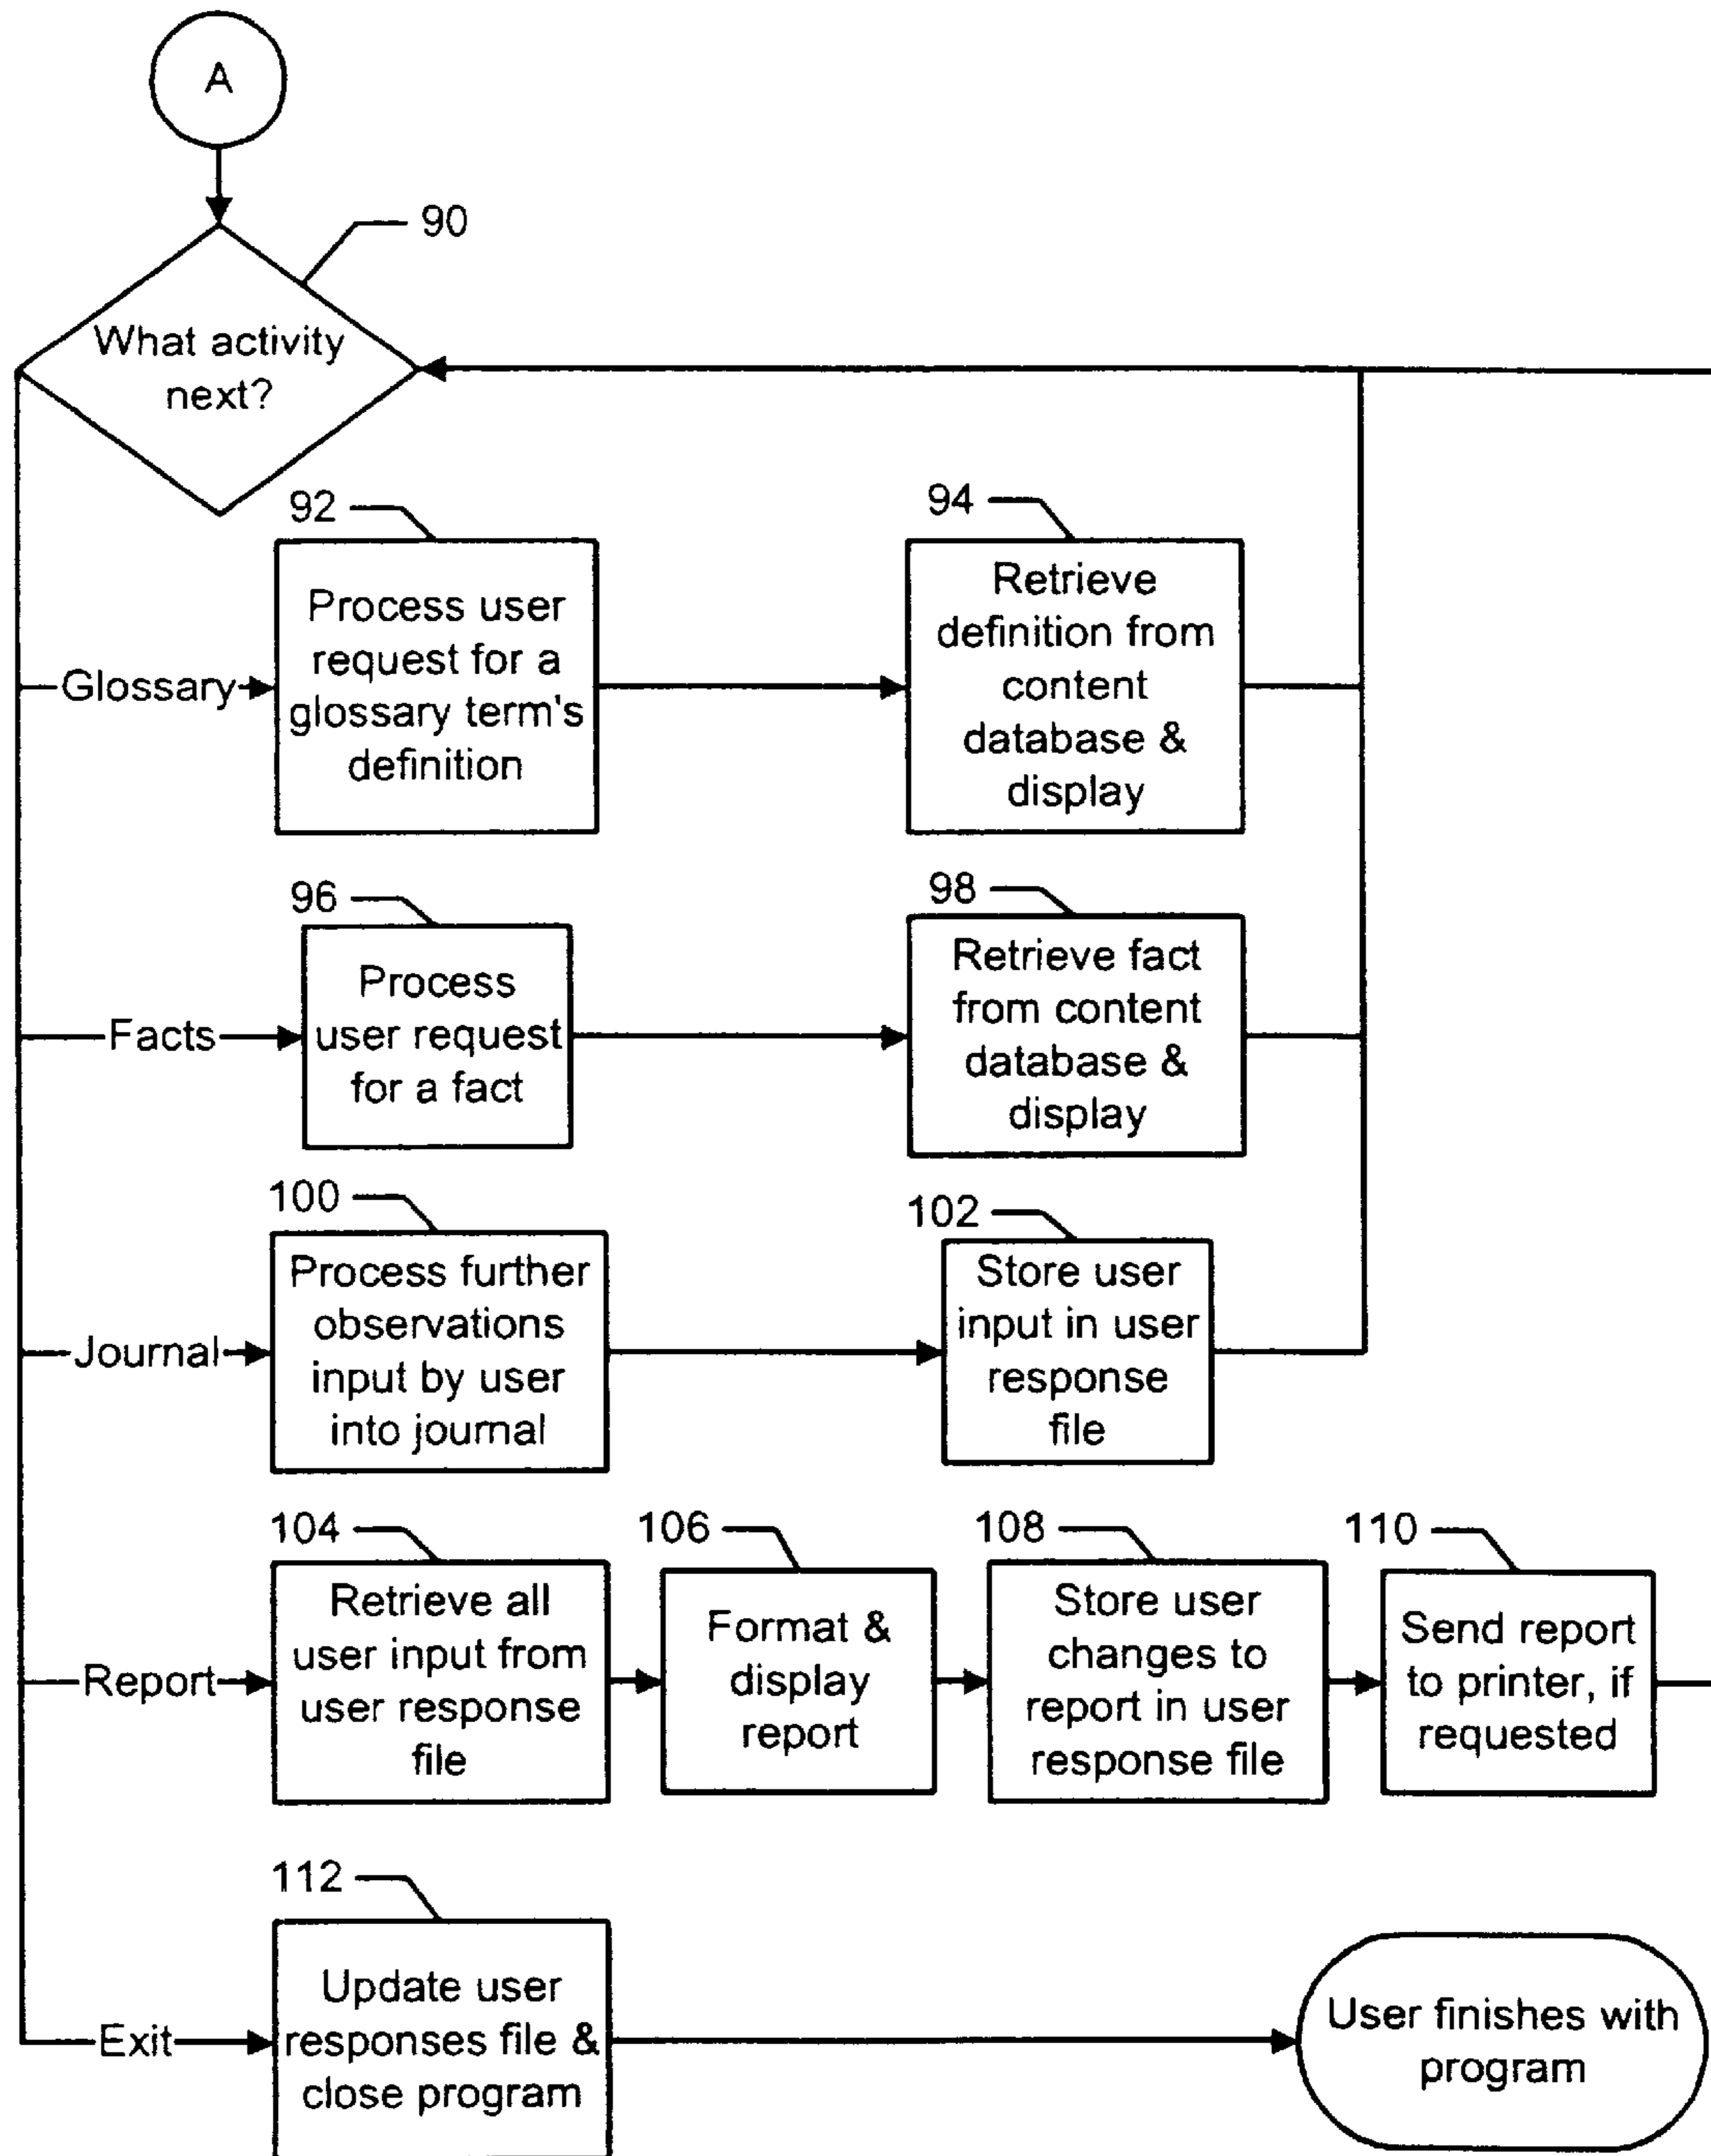 A
90
What activity
next?
92
94
Process user
request for a
glossary term's
definition
Retrieve
definition from
content
database &
display
Glossary
96
98
Process
user request
for a fact
Retrieve fact
from content
database &
display
Facts
100
102
Process further
observations
input by user
into journal
Store user
input in user
response
file
Journal
104
106
108
110
Retrieve all
user input from
user response
file
Format &
display
report
Store user
changes to
report in user
response file
Send report
to printer, if
requested
Report
112
Update user
responses file &
close program
Exit
User finishes with
program